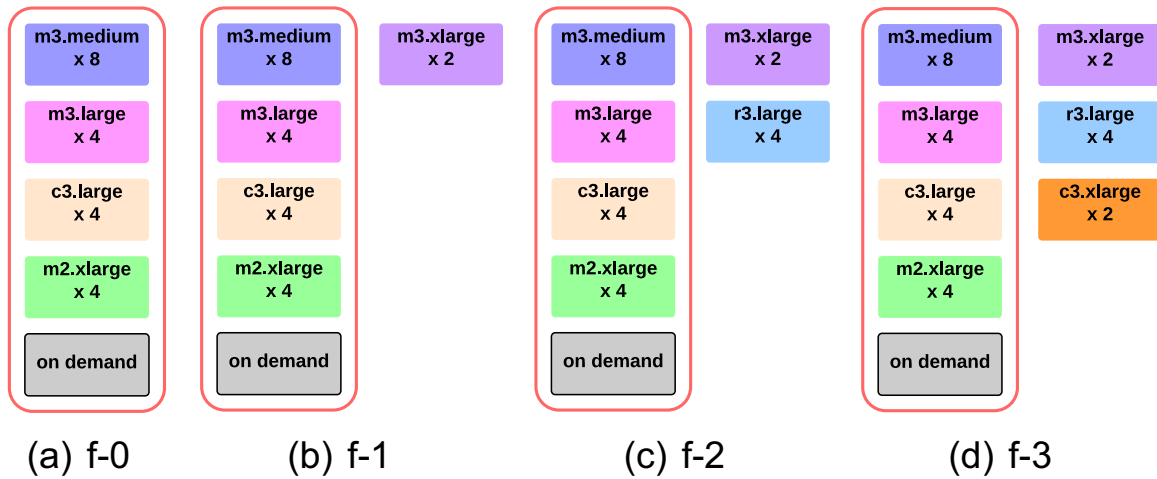 m3.medium
x 8
m3.large
x 4
c3.large
x 4
m2.xlarge
x 4
on demand
(a) f-0
m3.medium
x 8
m3.large
x 4
c3.large
x 4
m2.xlarge
x 4
on demand
m3.xlarge
x 2
(b) f-1
m3.medium
x 8
m3.large
x 4
c3.large
x 4
m2.xlarge
x 4
on demand
m3.xlarge
x 2
r3.large
x 4
(c) f-2
m3.medium
x 8
m3.large
x 4
c3.large
x 4
m2.xlarge
x 4
on demand
m3.xlarge
x 2
r3.large
x 4
c3.xlarge
x 2
(d) f-3